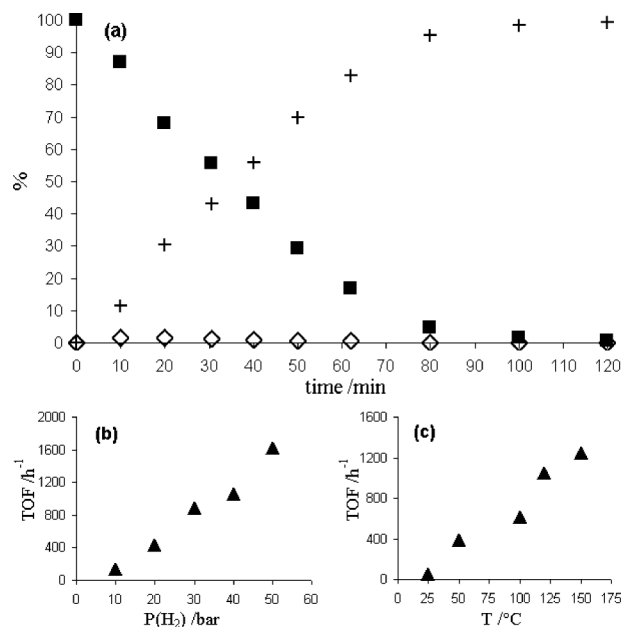 (a)
100
90
80
70
60
50
40
30
20
10
0
%
0 10 20 30 40 50 60 70 80 90 100 110 120
time /min
(b)
2000
1600
1200
800
400
0
TOF /h⁻¹
0 10 20 30 40 50 60
P(H₂) /bar
(c)
1600
1200
800
400
0
TOF /h⁻¹
0 25 50 75 100 125 150 175
T /°C